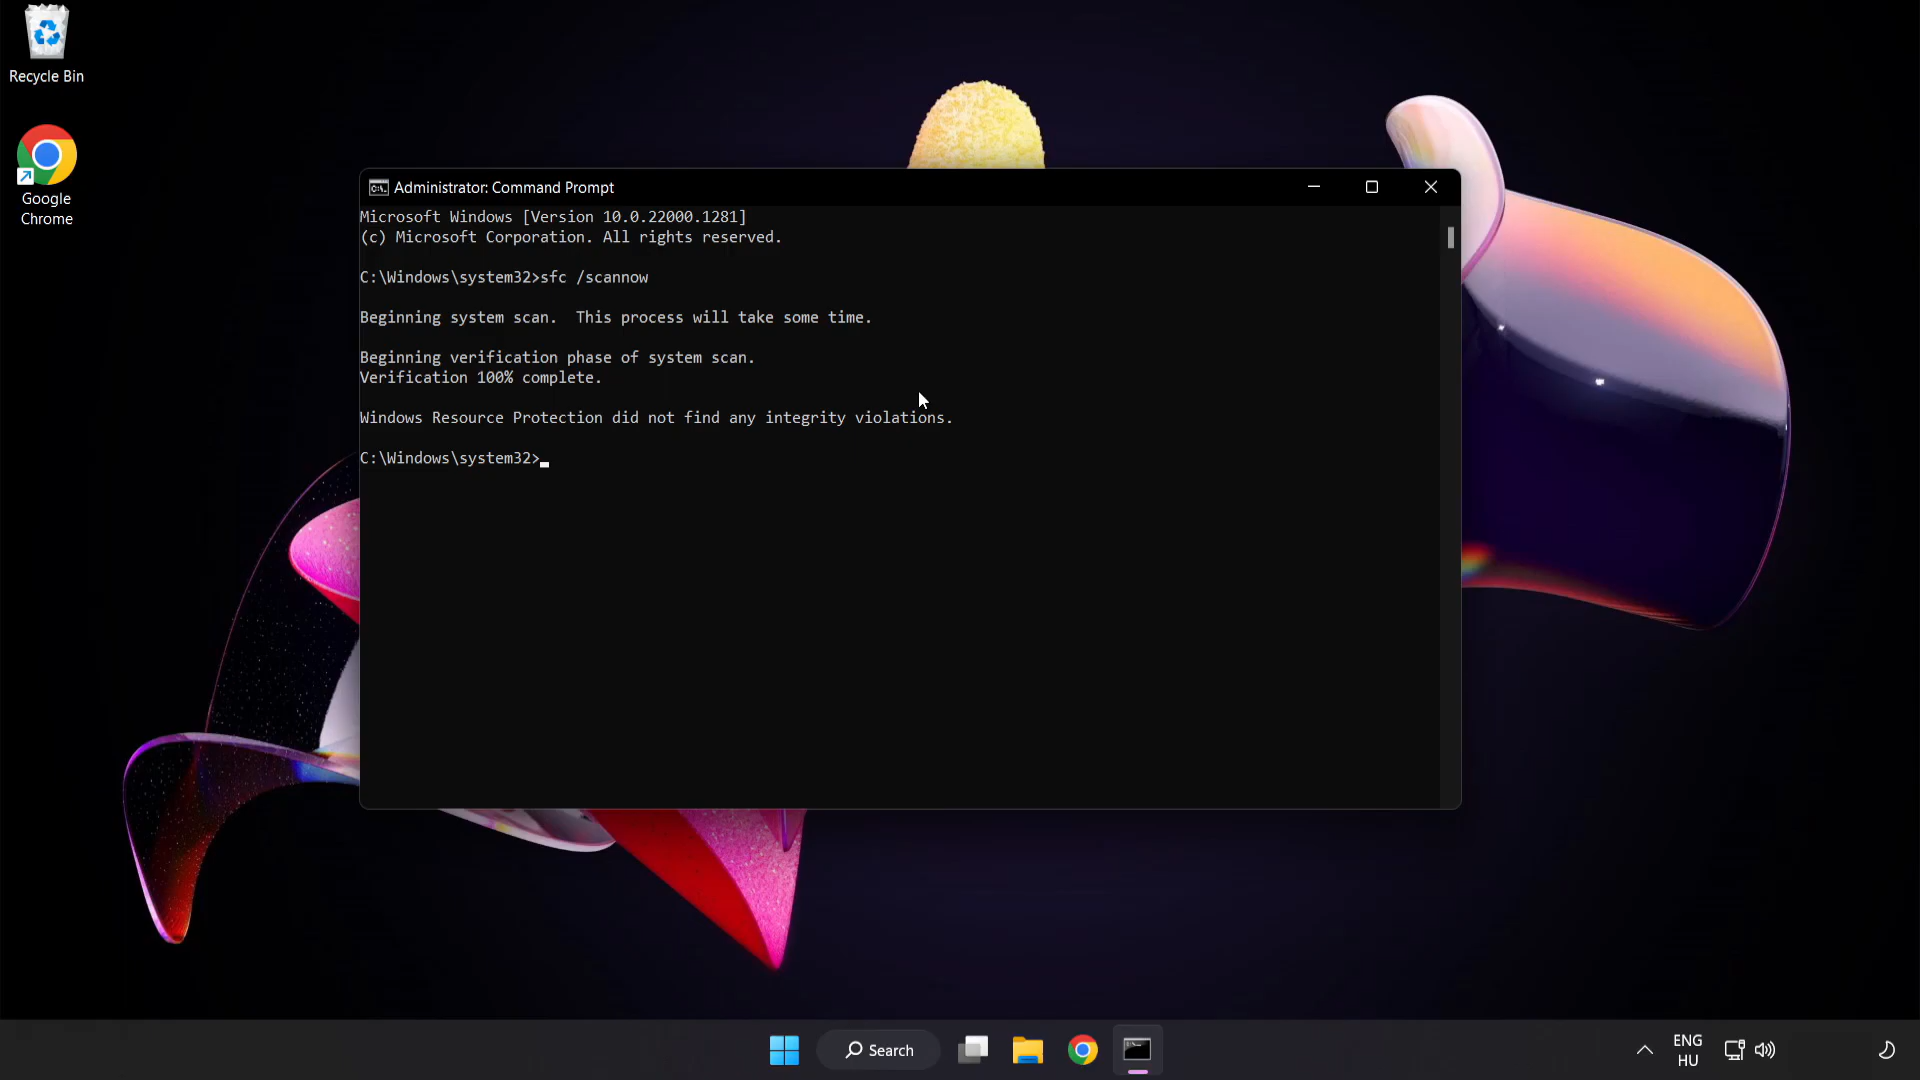 Recycle Bin
Google
Chrome
Administrator: Command Prompt
Microsoft Windows [Version 10.0.22000.1281]
(c) Microsoft Corporation. All rights reserved.
C:\Windows\system32>sfc /scannow
Beginning system scan.  This process will take some time.
Beginning verification phase of system scan.
Verification 100% complete.
Windows Resource Protection did not find any integrity violations.
C:\Windows\system32>
Search
ENG
HU